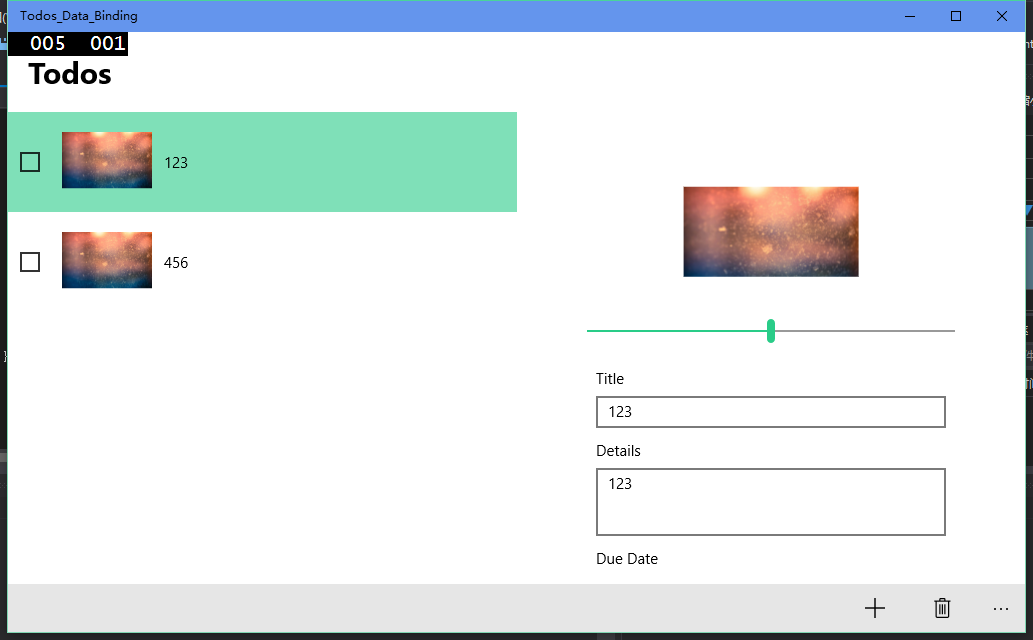 Todos_Data_Binding
005 001
Todos
123
456
Title
123
Details
123
Due Date